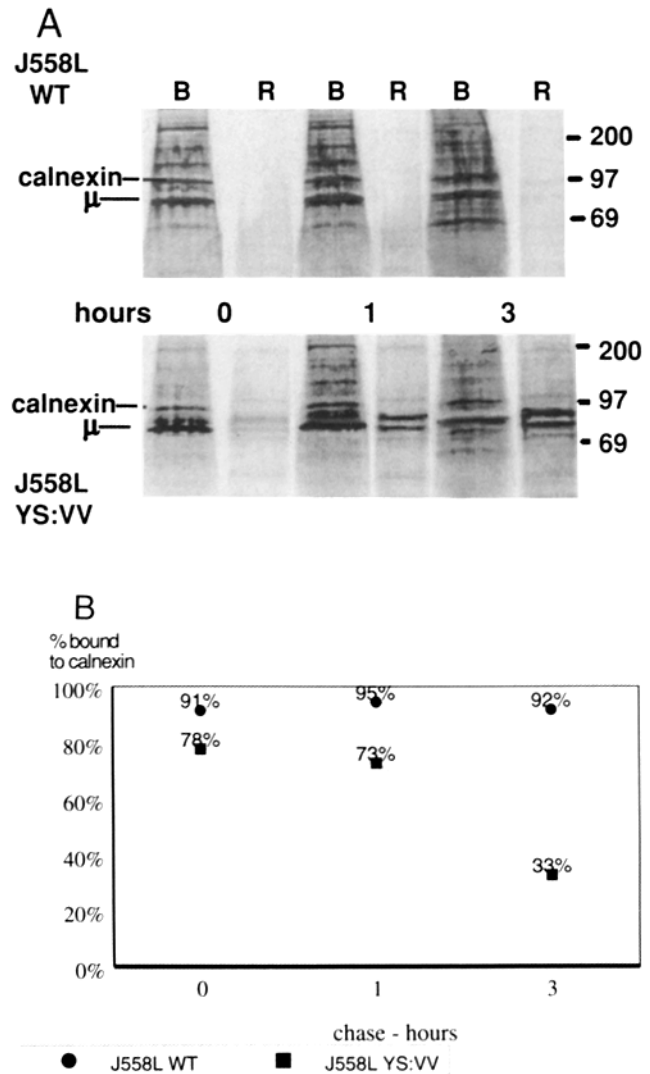 A
J558L
WT
B R B R B R
calnexin
μ
200
97
69
hours 0 1 3
calnexin
μ
200
97
69
J558L
YS:VV
B
% bound
to calnexin
100%
91% 95% 92%
80%
78% 73%
60%
40%
33%
20%
0%
0 1 3
chase - hours
J558L WT J558L YS:VV